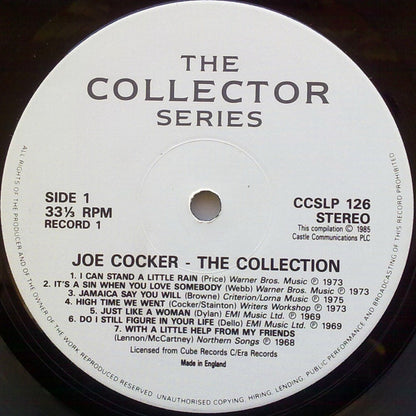 THE
COLLECTOR
SERIES
SIDE 1
33⅓ RPM
RECORD 1
CCSLP 126
STEREO
This compilation ℗ 1985
Castle Communications PLC
JOE COCKER - THE COLLECTION
1. I CAN STAND A LITTLE RAIN (Price) Warner Bros. Music ℗ 1973
2. IT'S A SIN WHEN YOU LOVE SOMEBODY (Webb) Warner Bros. Music ℗ 1973
3. JAMAICA SAY YOU WILL (Browne) Criterion/Lorna Music ℗ 1975
4. HIGH TIME WE WENT (Cocker/Stainton) Writers Workshop ℗ 1973
5. JUST LIKE A WOMAN (Dylan) EMI Music Ltd. ℗ 1969
6. DO I STILL FIGURE IN YOUR LIFE (Dello) EMI Music Ltd. ℗ 1969
7. WITH A LITTLE HELP FROM MY FRIENDS
(Lennon/McCartney) Northern Songs ℗ 1968
Licensed from Cube Records C/Era Records
Made in England
ALL RIGHTS OF THE PRODUCER AND OF THE OWNER OF THE WORK REPRODUCED RESERVED. UNAUTHORISED COPYING, HIRING, LENDING, PUBLIC PERFORMANCE AND BROADCASTING OF THIS RECORD PROHIBITED